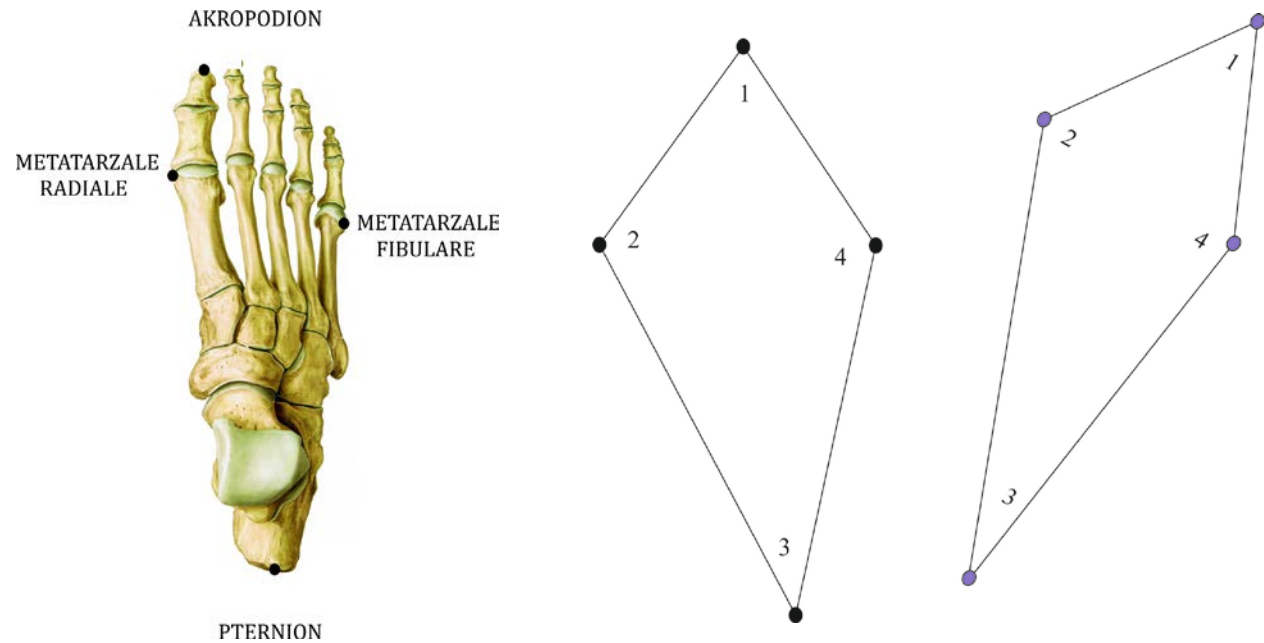 AKROPODION
METATARZALE
RADIALE
METATARZALE
FIBULARE
PTERNION
1
2
4
3
1
2
4
3